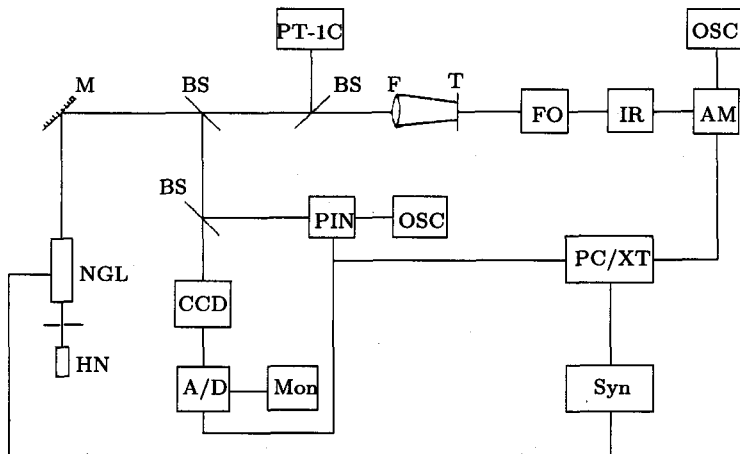 PT-1C
OSC
M
BS
BS
F
T
FO
IR
AM
BS
PIN
OSC
NGL
CCD
PC/XT
HN
A/D
Mon
Syn